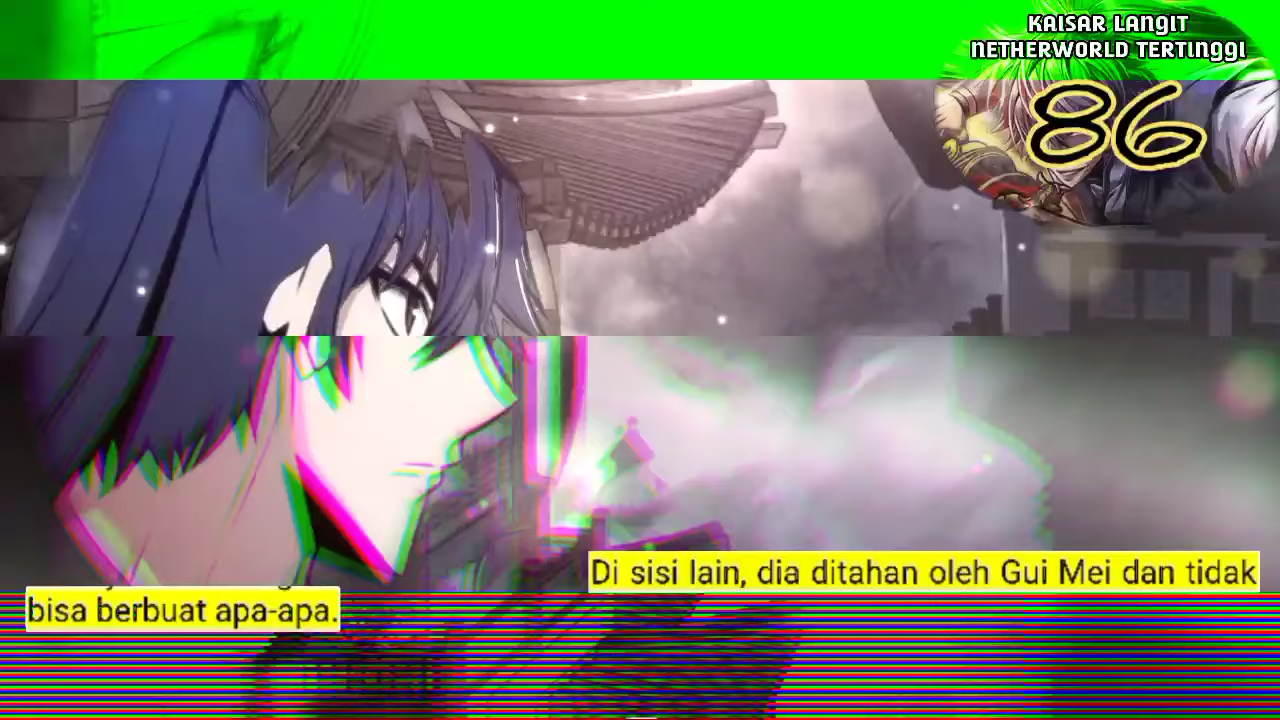 KAISAR LANGIT
NETHERWORLD TERTINGGI
86
Di sisi lain, dia ditahan oleh Gui Mei dan tidak
bisa berbuat apa-apa.